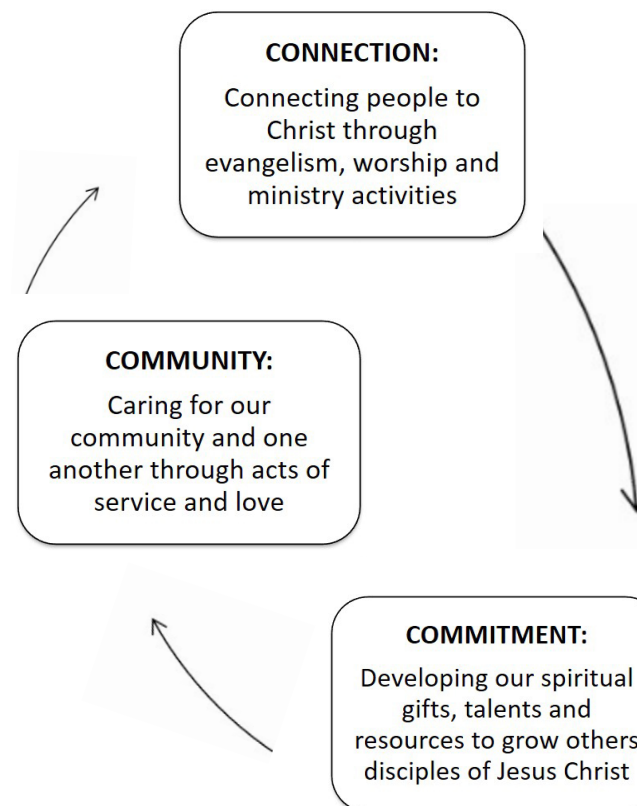 CONNECTION:
Connecting people to
Christ through
evangelism, worship and
ministry activities
COMMUNITY:
Caring for our
community and one
another through acts of
service and love
COMMITMENT:
Developing our spiritual
gifts, talents and
resources to grow others
disciples of Jesus Christ